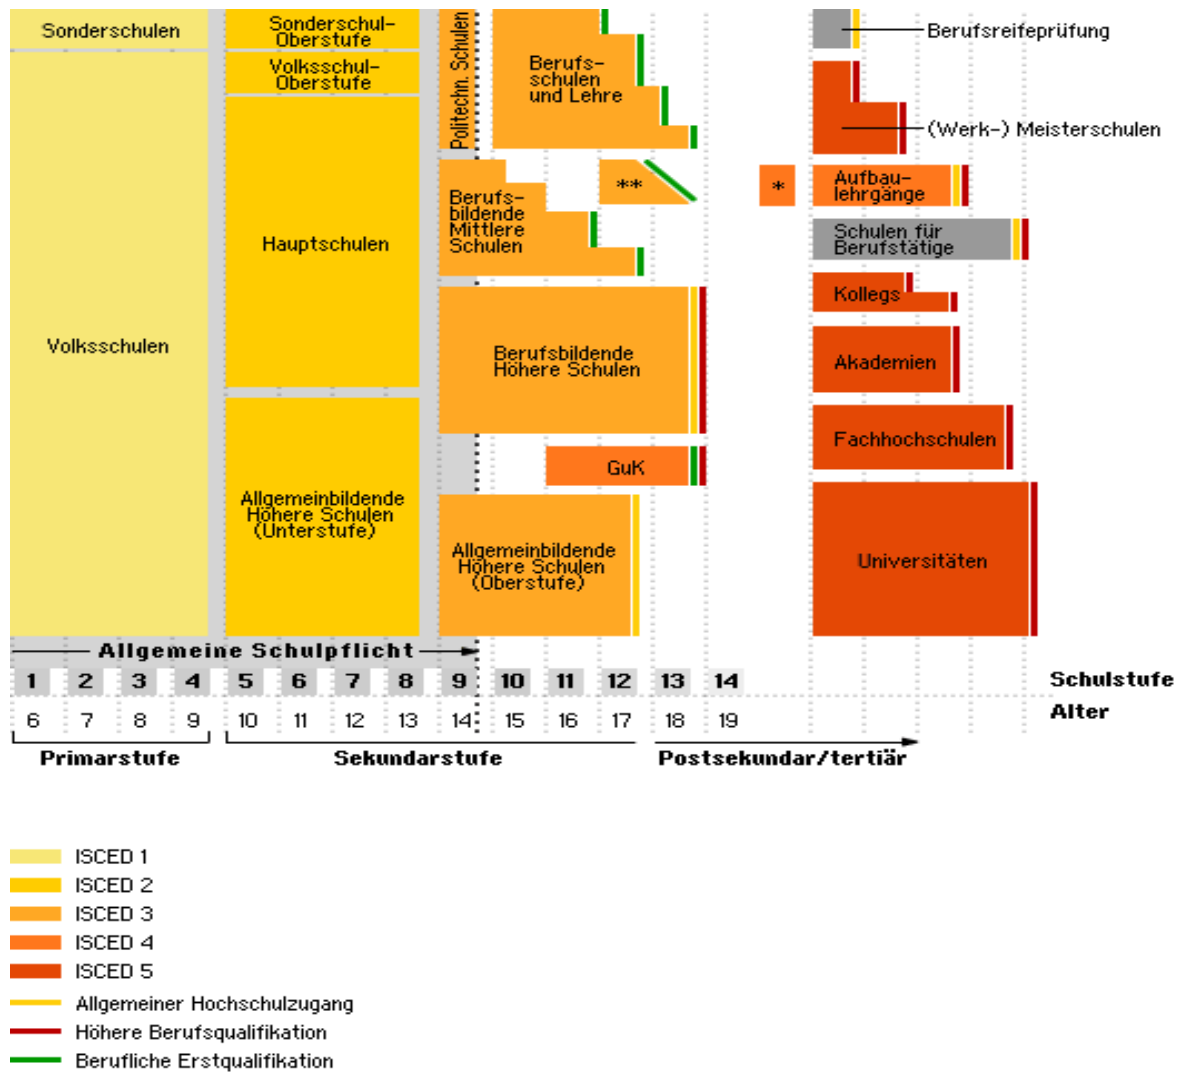 Sonderschulen
Sonderschul-
Oberstufe
Volksschul-
Oberstufe
Politechn. Schulen
Berufs-
schulen
und Lehre
Berufsreifeprüfung
(Werk-) Meisterschulen
Hauptschulen
Berufs-
bildende
Mittlere
Schulen
**
*
Aufbau-
lehrgänge
Schulen für
Berufstätige
Kollegs
Volksschulen
Berufsbildende
Höhere Schulen
Akademien
Fachhochschulen
GuK
Allgemeinbildende
Höhere Schulen
(Unterstufe)
Allgemeinbildende
Höhere Schulen
(Oberstufe)
Universitäten
Allgemeine Schulpflicht
1 2 3 4 5 6 7 8 9 10 11 12 13 14 Schulstufe
6 7 8 9 10 11 12 13 14 15 16 17 18 19 Alter
Primarstufe Sekundarstufe Postsekundar/tertiär
ISCED 1
ISCED 2
ISCED 3
ISCED 4
ISCED 5
Allgemeiner Hochschulzugang
Höhere Berufsqualifikation
Berufliche Erstqualifikation